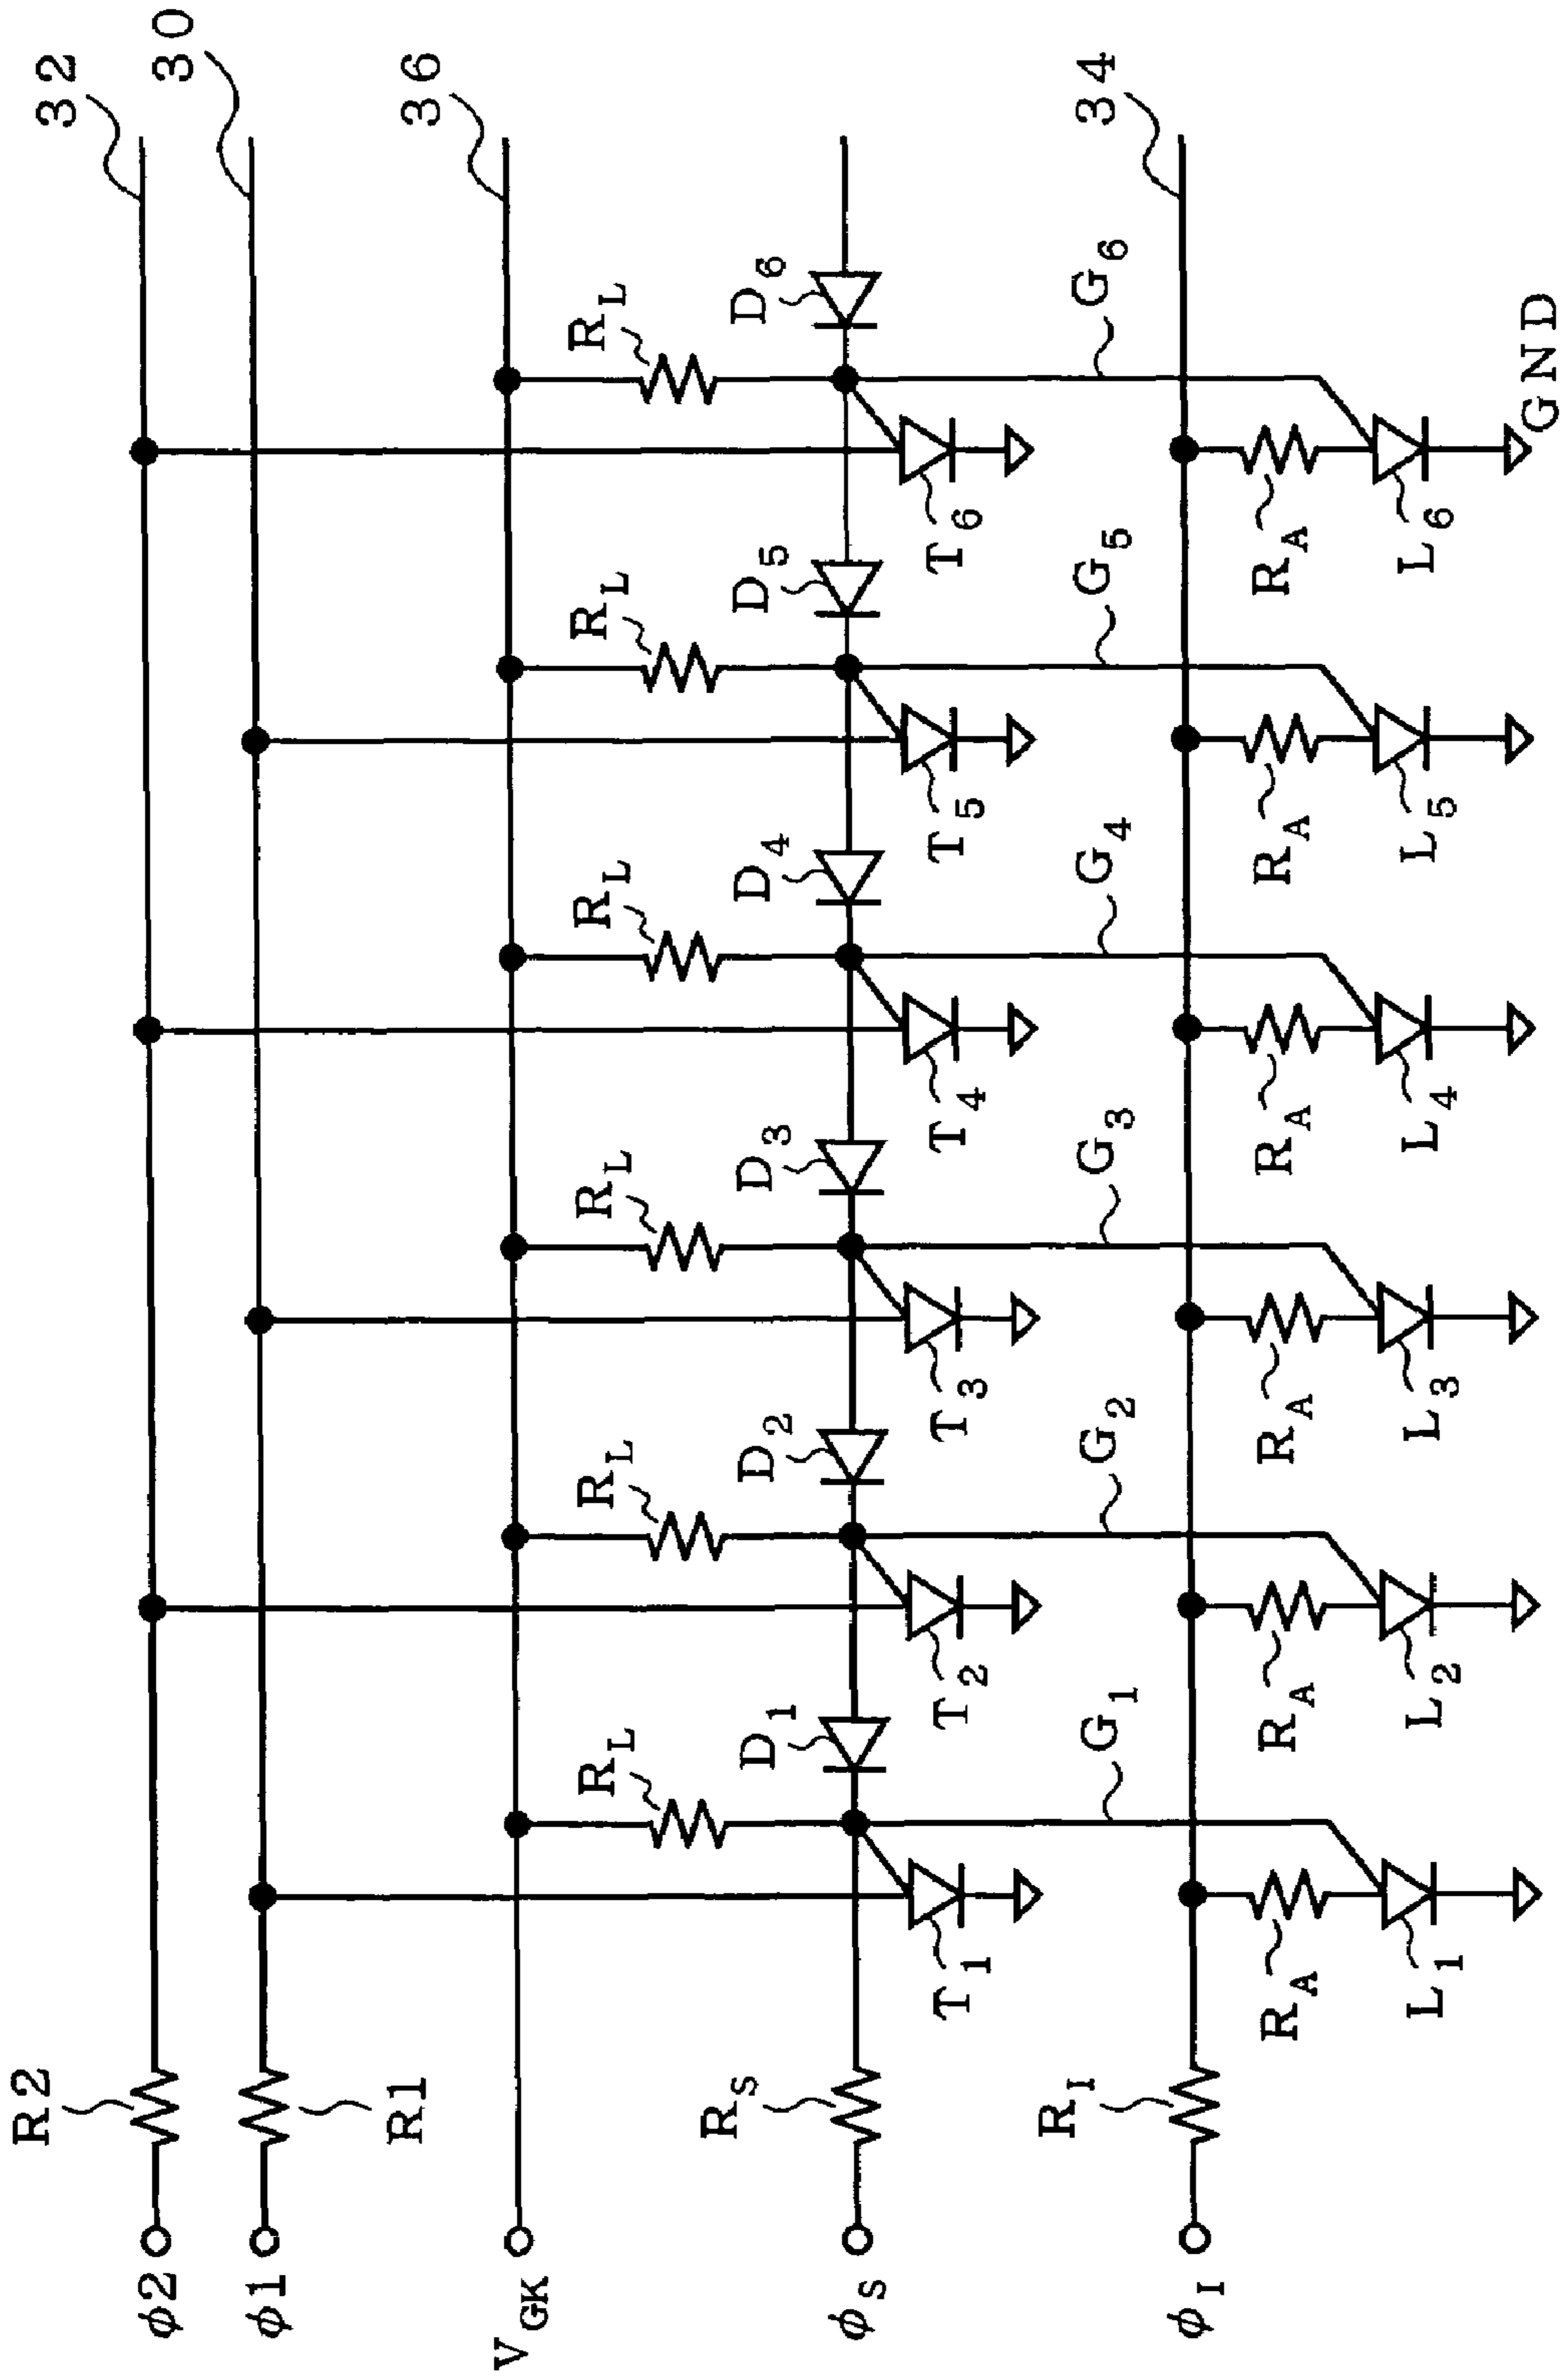 32
30
36
34
R2
R1
R_L R_L R_L R_L R_L R_L
D_1 D_2 D_3 D_4 D_5 D_6
R_S
T_1 T_2 T_3 T_4 T_5 T_6
G_1 G_2 G_3 G_4 G_5 G_6
R_I
R_A R_A R_A R_A R_A R_A
L_1 L_2 L_3 L_4 L_5 L_6
GND
φ2
φ1
V_GK
φ_S
φ_I